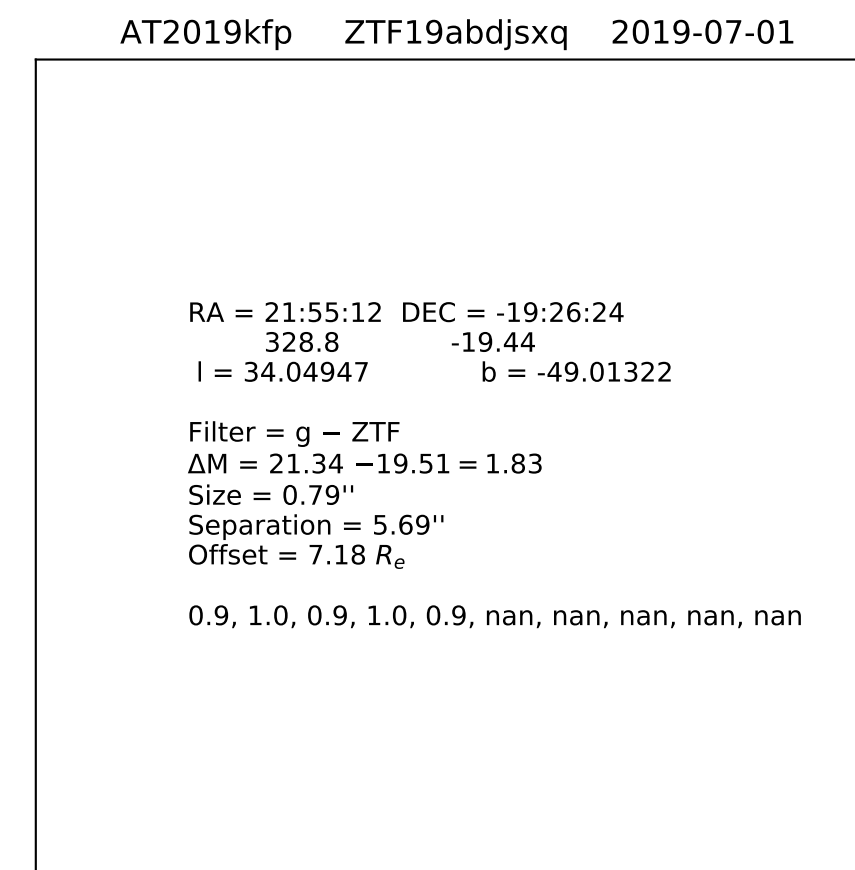 AT2019kfp ZTF19abdjsxq 2019-07-01
RA = 21:55:12 DEC = -19:26:24
328.8 -19.44
l = 34.04947 b = -49.01322
Filter = g − ZTF
ΔM = 21.34 −19.51 = 1.83
Size = 0.79''
Separation = 5.69''
Offset = 7.18 Re
0.9, 1.0, 0.9, 1.0, 0.9, nan, nan, nan, nan, nan